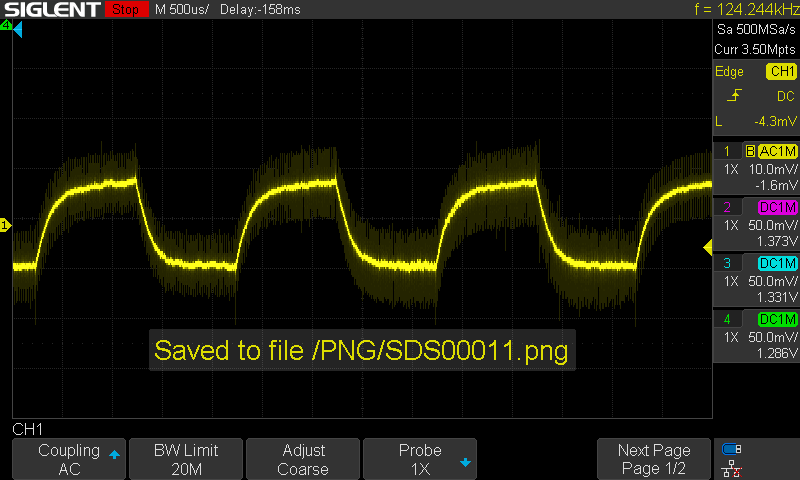 SIGLENT Stop M 500us/ Delay:-158ms f = 124.244kHz
Sa 500MSa/s
Curr 3.50Mpts
Edge CH1
DC
L -4.3mV
1 B AC1M
1X 10.0mV/
-1.6mV
2 DC1M
1X 50.0mV/
1.373V
3 DC1M
1X 50.0mV/
1.331V
4 DC1M
1X 50.0mV/
1.286V
4
1
Saved to file /PNG/SDS00011.png
CH1
Coupling
AC
BW Limit
20M
Adjust
Coarse
Probe
1X
Next Page
Page 1/2